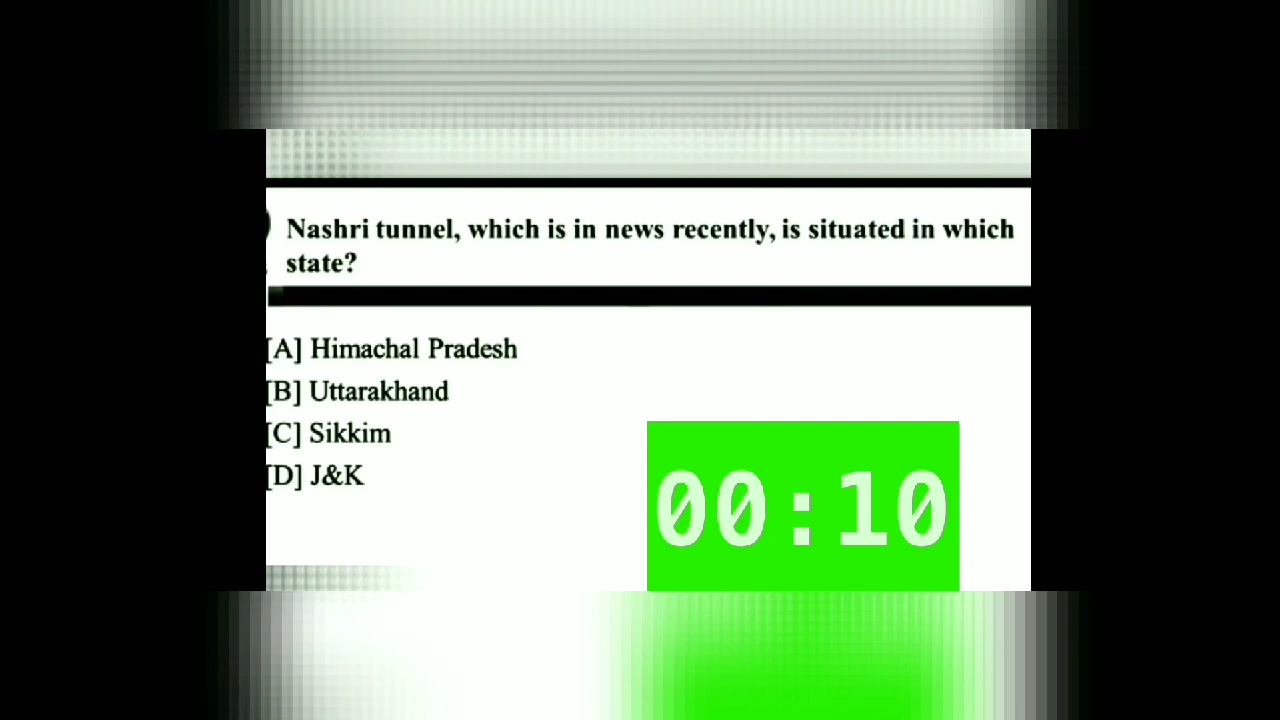 Nashri tunnel, which is in news recently, is situated in which
state?
[A] Himachal Pradesh
[B] Uttarakhand
[C] Sikkim
[D] J&K
00:10